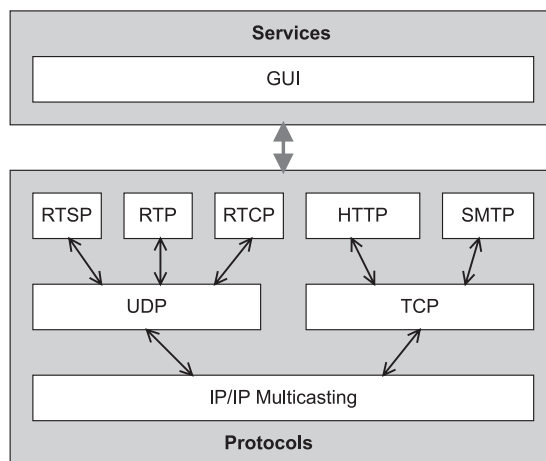 Services
GUI
RTSP RTP RTCP HTTP SMTP
UDP TCP
IP/IP Multicasting
Protocols